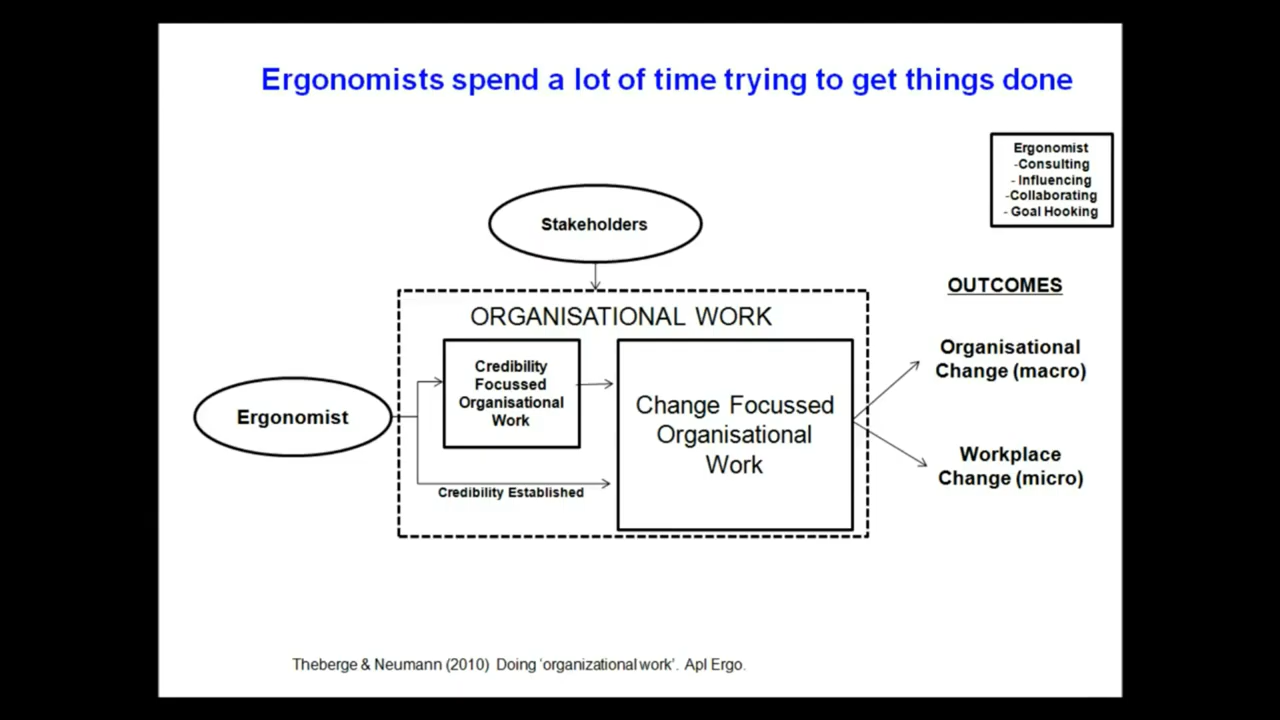 Ergonomists spend a lot of time trying to get things done
Ergonomist
-Consulting
- Influencing
-Collaborating
- Goal Hooking
Stakeholders
OUTCOMES
ORGANISATIONAL WORK
Organisational
Change (macro)
Credibility
Focussed
Organisational
Work
Change Focussed
Organisational
Work
Ergonomist
Workplace
Change (micro)
Credibility Established
Theberge & Neumann (2010) Doing 'organizational work'. Apl Ergo.